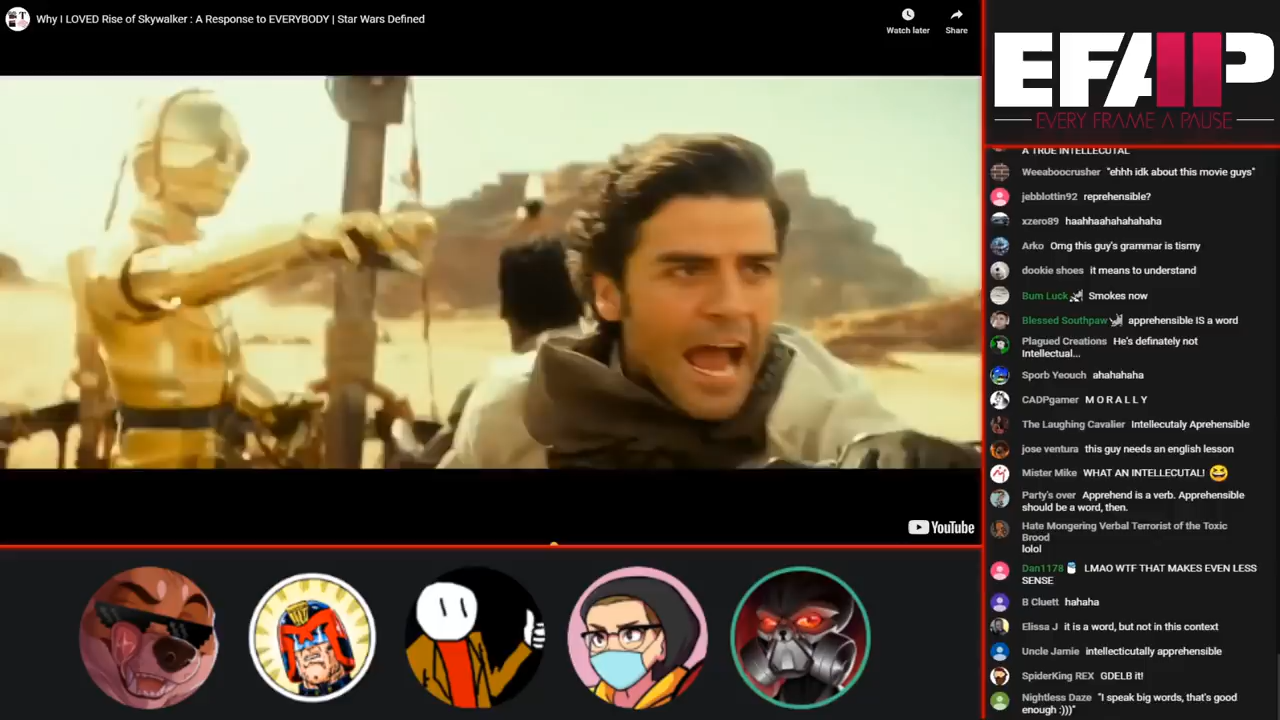 Why I LOVED Rise of Skywalker : A Response to EVERYBODY | Star Wars Defined
Watch later
Share
EFAP
EVERY FRAME A PAUSE
A TRUE INTELLECUTAL
Weeaboocrusher "ehhh idk about this movie guys"
jebblottin92 reprehensible?
xzero89 haahhaahahahahaha
Arko Omg this guy's grammar is tismy
dookie shoes it means to understand
Bum Luck Smokes now
Blessed Southpaw apprehensible IS a word
Plagued Creations He's definately not
Intellectual...
Sporb Yeouch ahahahaha
CADPgamer M O R A L L Y
The Laughing Cavalier Intellecutaly Aprehensible
jose ventura this guy needs an english lesson
Mister Mike WHAT AN INTELLECUTAL! 😆
Party's over Apprehend is a verb. Apprehensible
should be a word, then.
Hate Mongering Verbal Terrorist of the Toxic
Brood
lolol
Dan1178 LMAO WTF THAT MAKES EVEN LESS
SENSE
B Cluett hahaha
Elissa J it is a word, but not in this context
Uncle Jamie intellecticutally apprehensible
SpiderKing REX GDELB it!
Nightless Daze "I speak big words, that's good
enough :)))"
YouTube